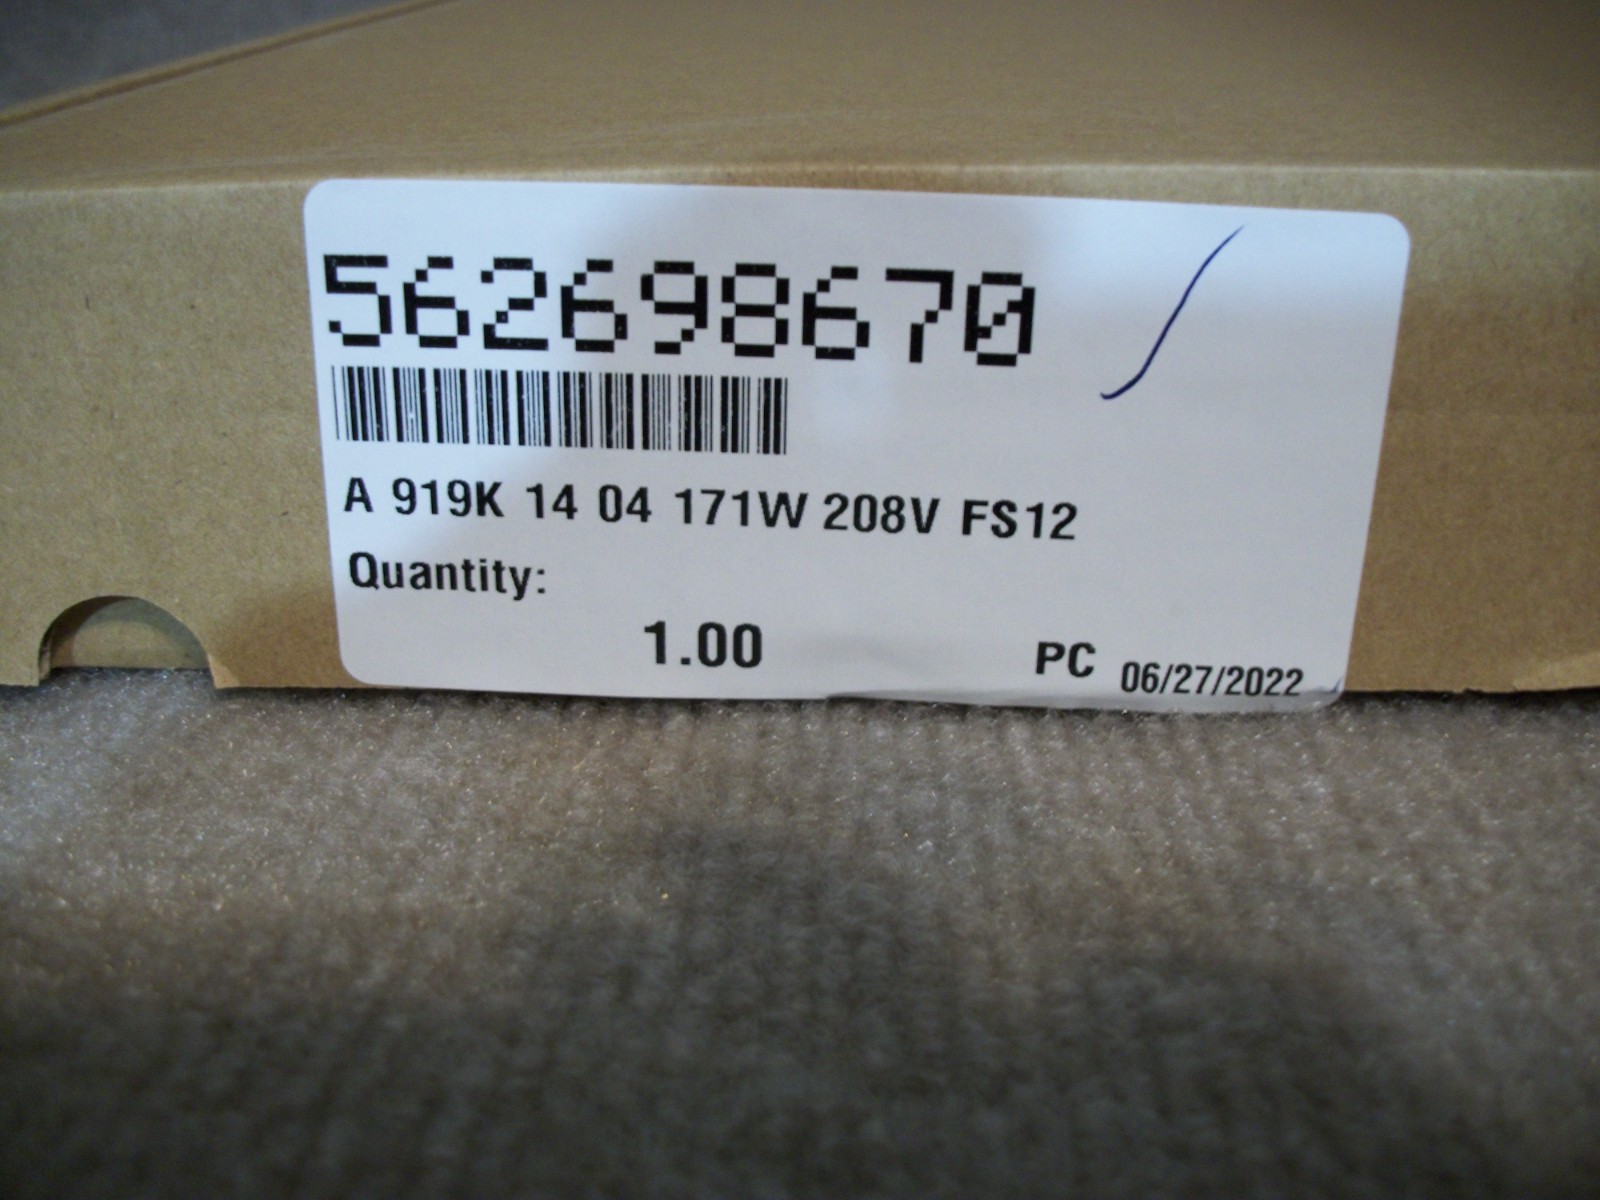 562698670
A 919K 14 04 171W 208V FS12
Quantity:
1.00 PC 06/27/2022